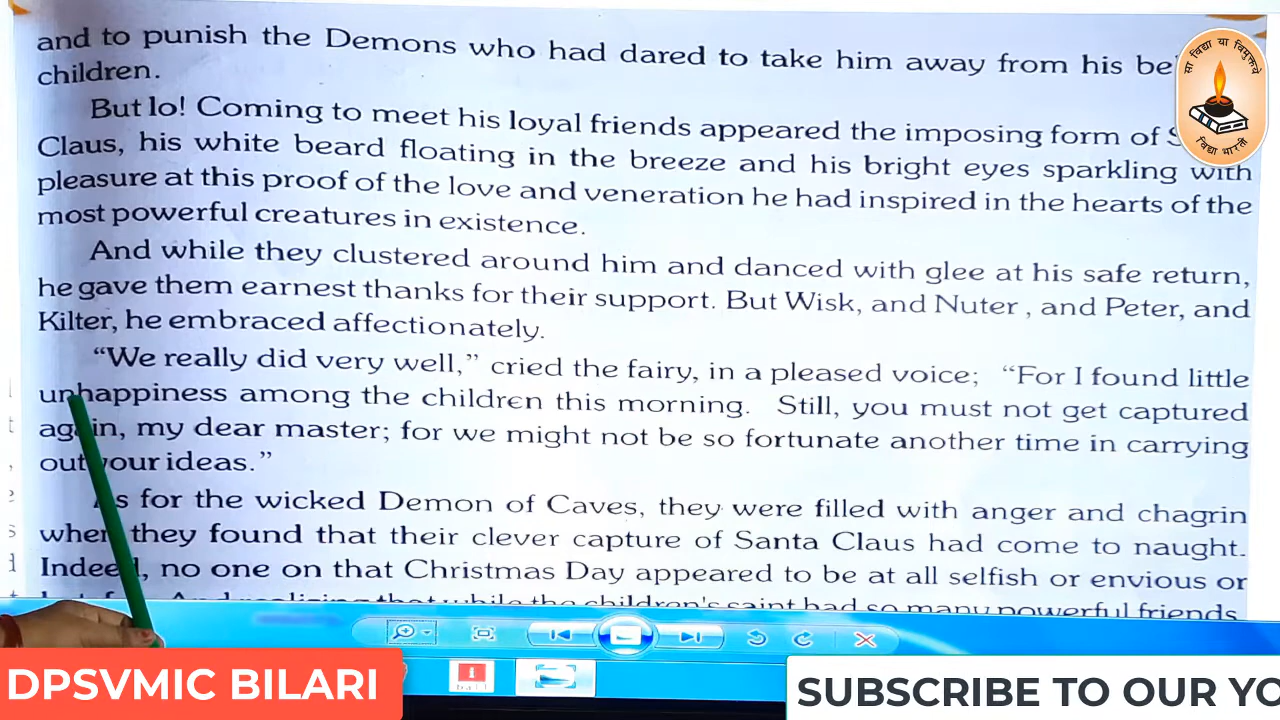 and to punish the Demons who had dared to take him away from his
children.
But lo! Coming to meet his loyal friends appeared the imposing form of
Claus, his white beard floating in the breeze and his bright eyes sparkling with
pleasure at this proof of the love and veneration he had inspired in the hearts of the
most powerful creatures in existence.
And while they clustered around him and danced with glee at his safe return,
he gave them earnest thanks for their support. But Wisk, and Nuter , and Peter, and
Kilter, he embraced affectionately.
“We really did very well,” cried the fairy, in a pleased voice; “For I found little
unhappiness among the children this morning. Still, you must not get captured
again, my dear master; for we might not be so fortunate another time in carrying
out your ideas.”
As for the wicked Demon of Caves, they were filled with anger and chagrin
when they found that their clever capture of Santa Claus had come to naught.
Indeed, no one on that Christmas Day appeared to be at all selfish or envious or
And realizing that while the children's saint had so many powerful friends
सा विद्या या विमुक्तये
विद्या भारती
DPSVMIC BILARI
SUBSCRIBE TO OUR